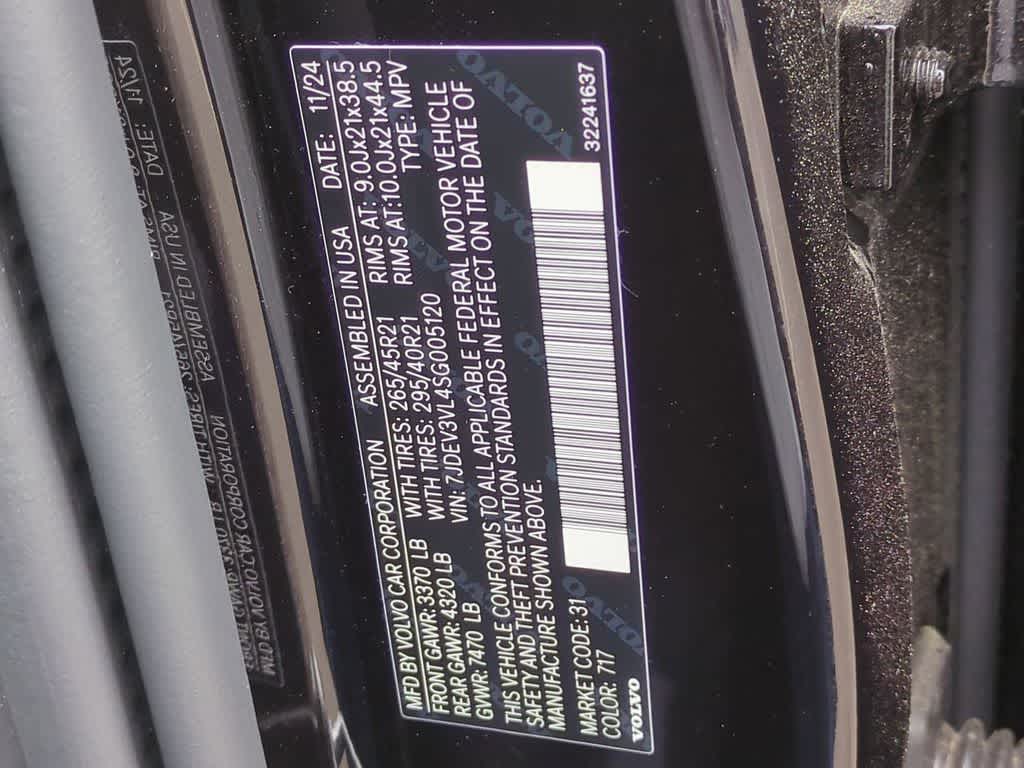 MFD BY VOLVO CAR CORPORATION ASSEMBLED IN USA DATE: 11/24
FRONT GAWR: 3370 LB WITH TIRES: 265/45R21 RIMS AT: 9.0Jx21x38.5
REAR GAWR: 4320 LB WITH TIRES: 295/40R21 RIMS AT:10.0Jx21x44.5
GVWR: 7470 LB VIN: 7JDEV3VL4SG005120 TYPE: MPV
THIS VEHICLE CONFORMS TO ALL APPLICABLE FEDERAL MOTOR VEHICLE
SAFETY AND THEFT PREVENTION STANDARDS IN EFFECT ON THE DATE OF
MANUFACTURE SHOWN ABOVE.
MARKET CODE:31
COLOR: 717
VOLVO 32241637